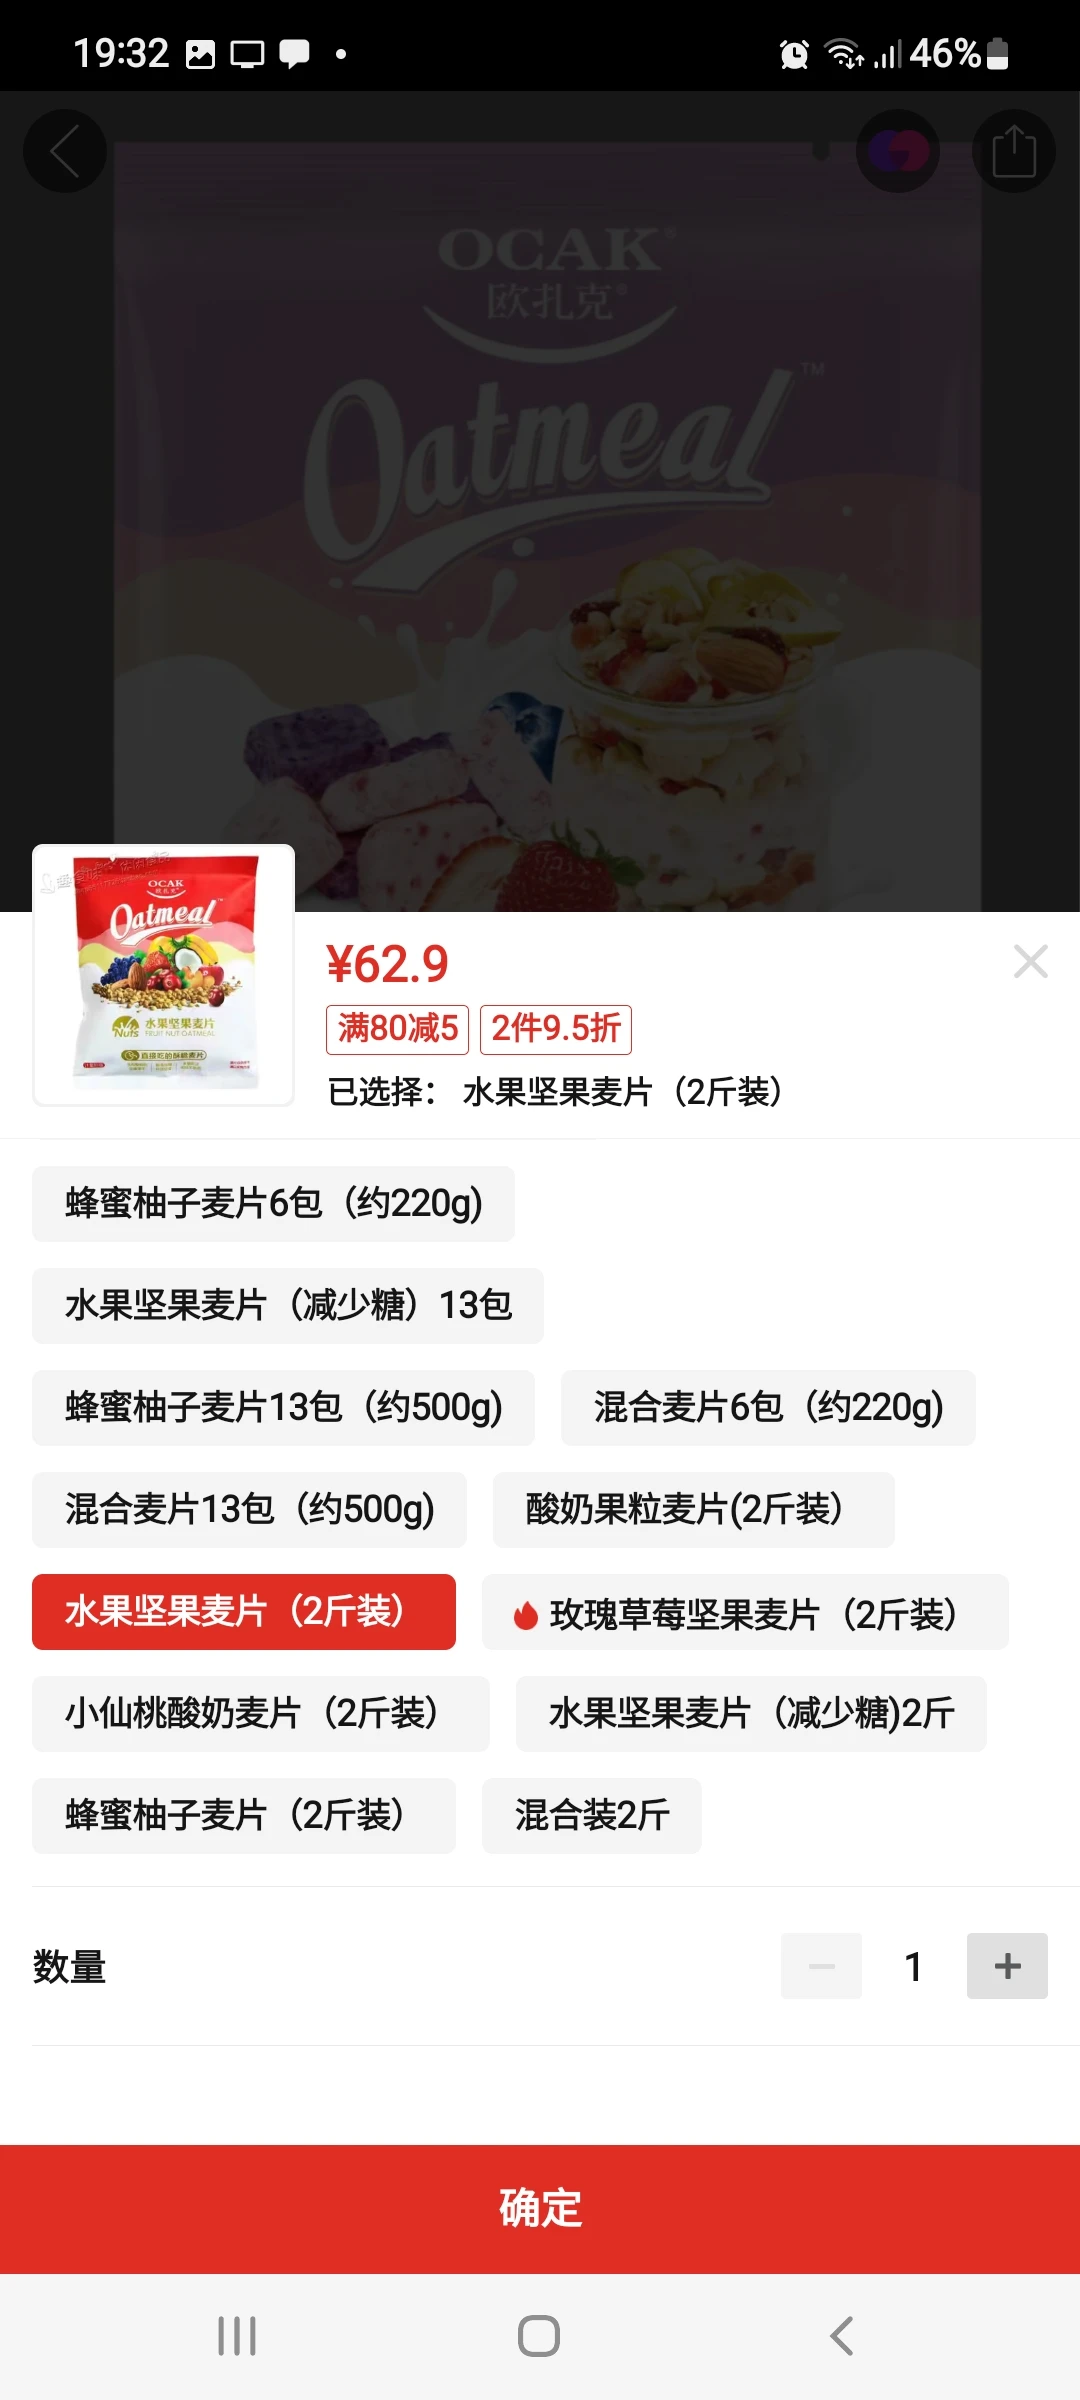 19:32
46%
OCAK®
欧扎克®
Oatmeal™
OCAK
欧扎克
Oatmeal
Nuts 水果坚果麦片
FRUIT NUT OATMEAL
¥62.9
满80减5 2件9.5折
已选择： 水果坚果麦片（2斤装）
蜂蜜柚子麦片6包（约220g)
水果坚果麦片（减少糖）13包
蜂蜜柚子麦片13包（约500g) 混合麦片6包（约220g)
混合麦片13包（约500g) 酸奶果粒麦片(2斤装）
水果坚果麦片（2斤装） 玫瑰草莓坚果麦片（2斤装）
小仙桃酸奶麦片（2斤装） 水果坚果麦片（减少糖)2斤
蜂蜜柚子麦片（2斤装） 混合装2斤
数量 1
确定